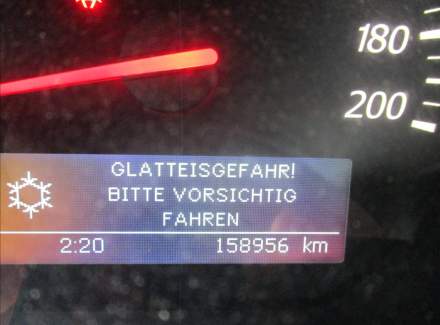 180
200
GLATTEISGEFAHR!
BITTE VORSICHTIG
FAHREN
2:20 158956 km